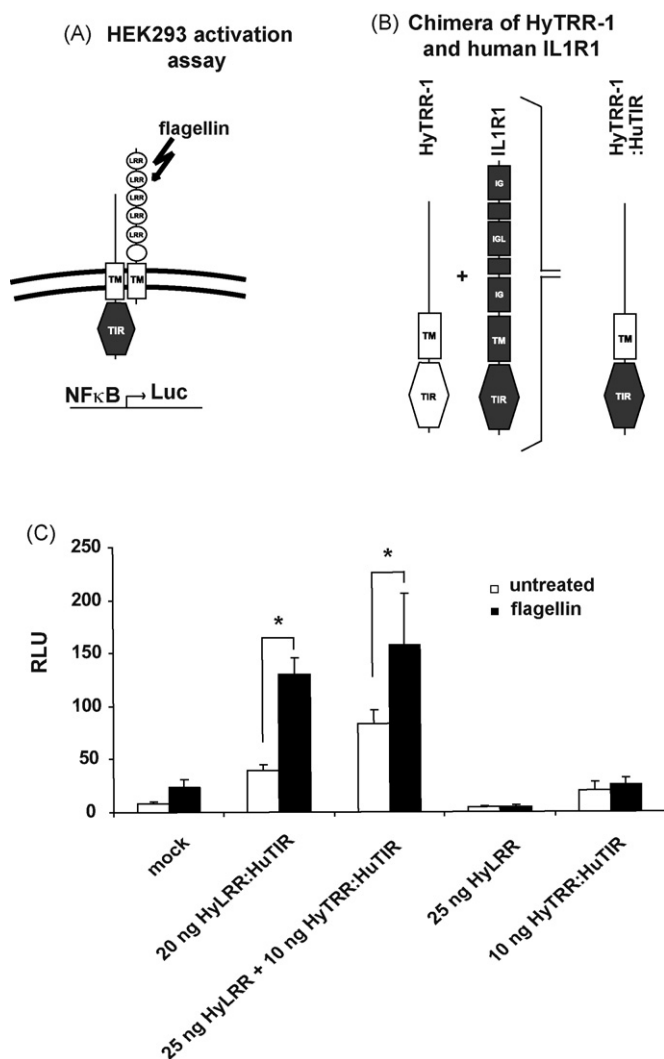 (A) HEK293 activation
assay
flagellin
LRR
LRR
LRR
LRR
LRR
TM TM
TIR
NFκB Luc
(B) Chimera of HyTRR-1
and human IL1R1
HyTRR-1
IL1R1
HyTRR-1
:HuTIR
IG
IGL
IG
+
TM
TM
TM
TIR
TIR
TIR
(C)
RLU
250
200
150
100
50
0
*
*
untreated
flagellin
mock
20 ng HyLRR:HuTIR
25 ng HyLRR + 10 ng HyTRR:HuTIR
25 ng HyLRR
10 ng HyTRR:HuTIR